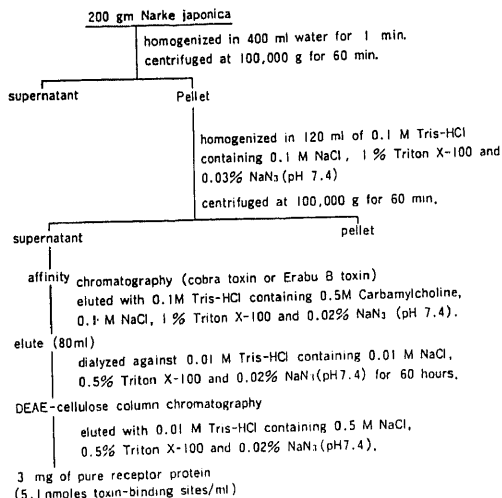 200 gm Narke japonica
homogenized in 400 ml water for 1 min.
centrifuged at 100,000 g for 60 min.
supernatant
Pellet
homogenized in 120 ml of 0.1 M Tris-HCl
containing 0.1 M NaCl, 1 % Triton X-100 and
0.03% NaN₃ (pH 7.4)
centrifuged at 100,000 g for 60 min.
supernatant
pellet
affinity chromatography (cobra toxin or Erabu B toxin)
eluted with 0.1M Tris-HCl containing 0.5M Carbamylcholine,
0.1 M NaCl, 1 % Triton X-100 and 0.02% NaN₃ (pH 7.4).
elute (80ml)
dialyzed against 0.01 M Tris-HCl containing 0.01 M NaCl,
0.5% Triton X-100 and 0.02% NaN₃(pH7.4) for 60 hours.
DEAE-cellulose column chromatography
eluted with 0.01 M Tris-HCl containing 0.5 M NaCl,
0.5% Triton X-100 and 0.02% NaN₃(pH7.4).
3 mg of pure receptor protein
(5.1 nmoles toxin-binding sites/ml)